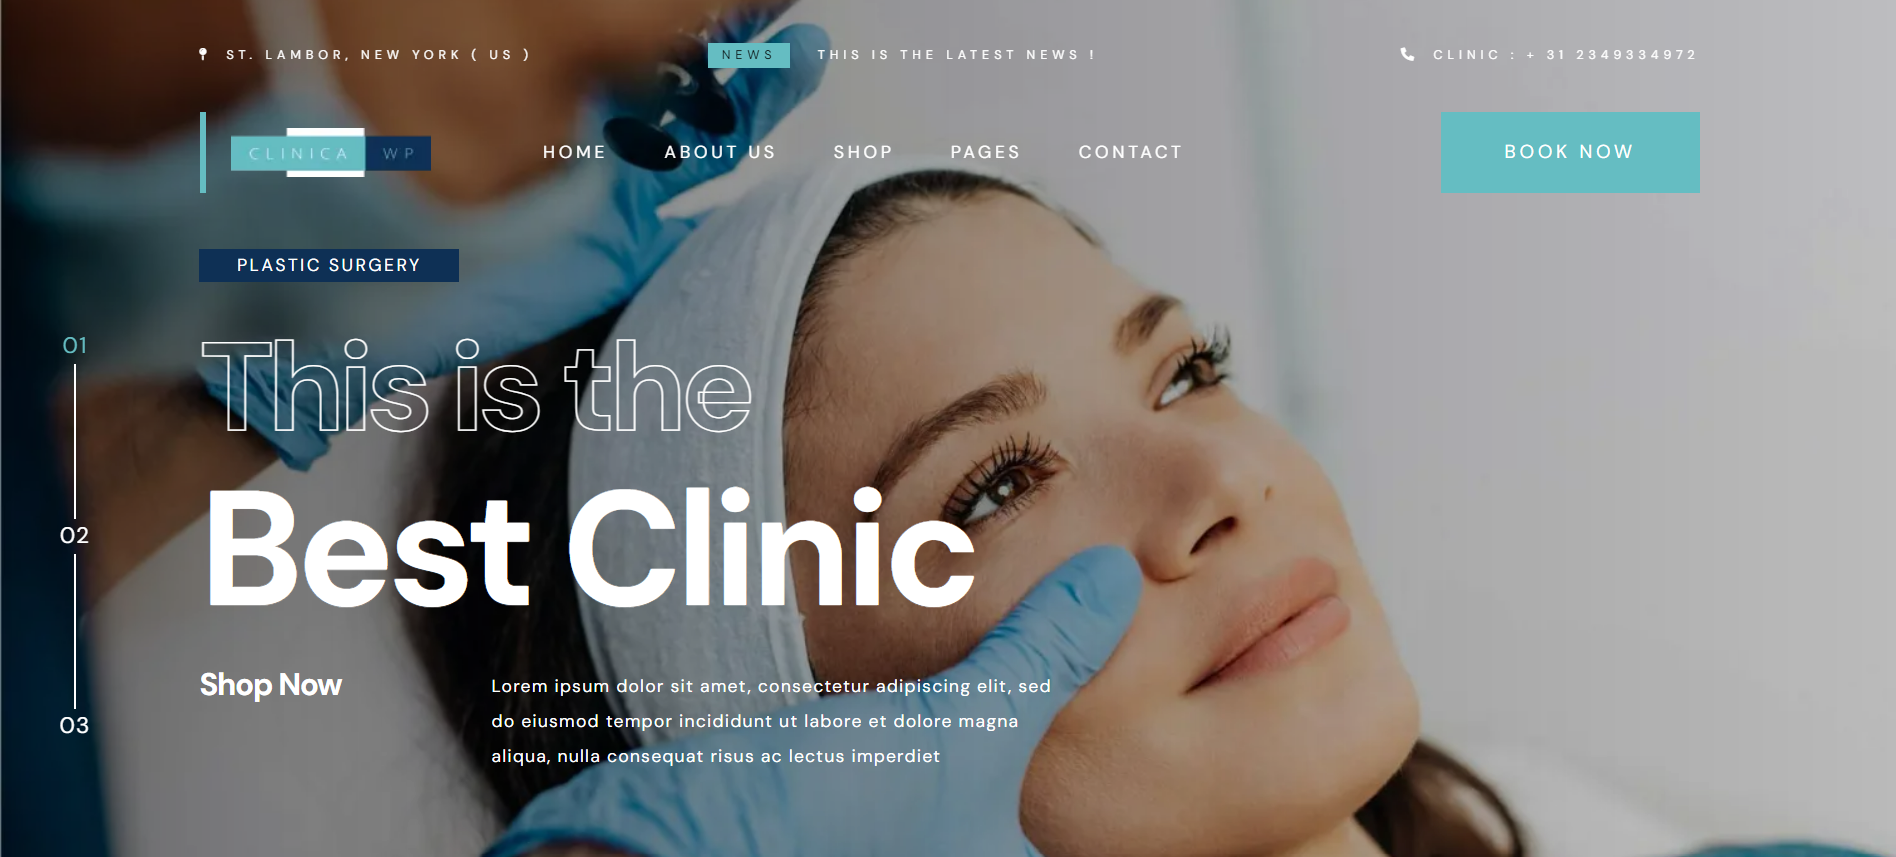 ST. LAMBOR, NEW YORK ( US )
NEWS
THIS IS THE LATEST NEWS !
CLINIC : + 31 2349334972
CLINICA WP
HOME
ABOUT US
SHOP
PAGES
CONTACT
BOOK NOW
PLASTIC SURGERY
01
02
03
This is the
Best Clinic
Shop Now
Lorem ipsum dolor sit amet, consectetur adipiscing elit, sed
do eiusmod tempor incididunt ut labore et dolore magna
aliqua, nulla consequat risus ac lectus imperdiet